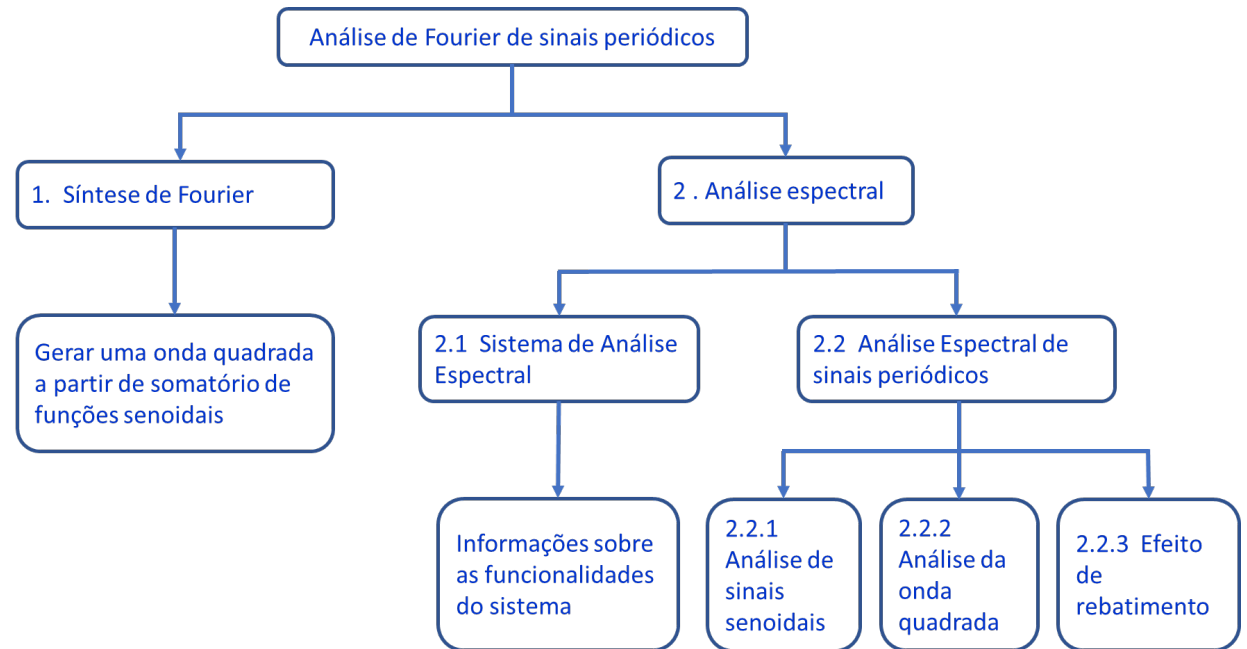 Análise de Fourier de sinais periódicos
1. Síntese de Fourier
2 . Análise espectral
Gerar uma onda quadrada
a partir de somatório de
funções senoidais
2.1 Sistema de Análise
Espectral
2.2 Análise Espectral de
sinais periódicos
Informações sobre
as funcionalidades
do sistema
2.2.1
Análise de
sinais
senoidais
2.2.2
Análise da
onda
quadrada
2.2.3 Efeito
de
rebatimento